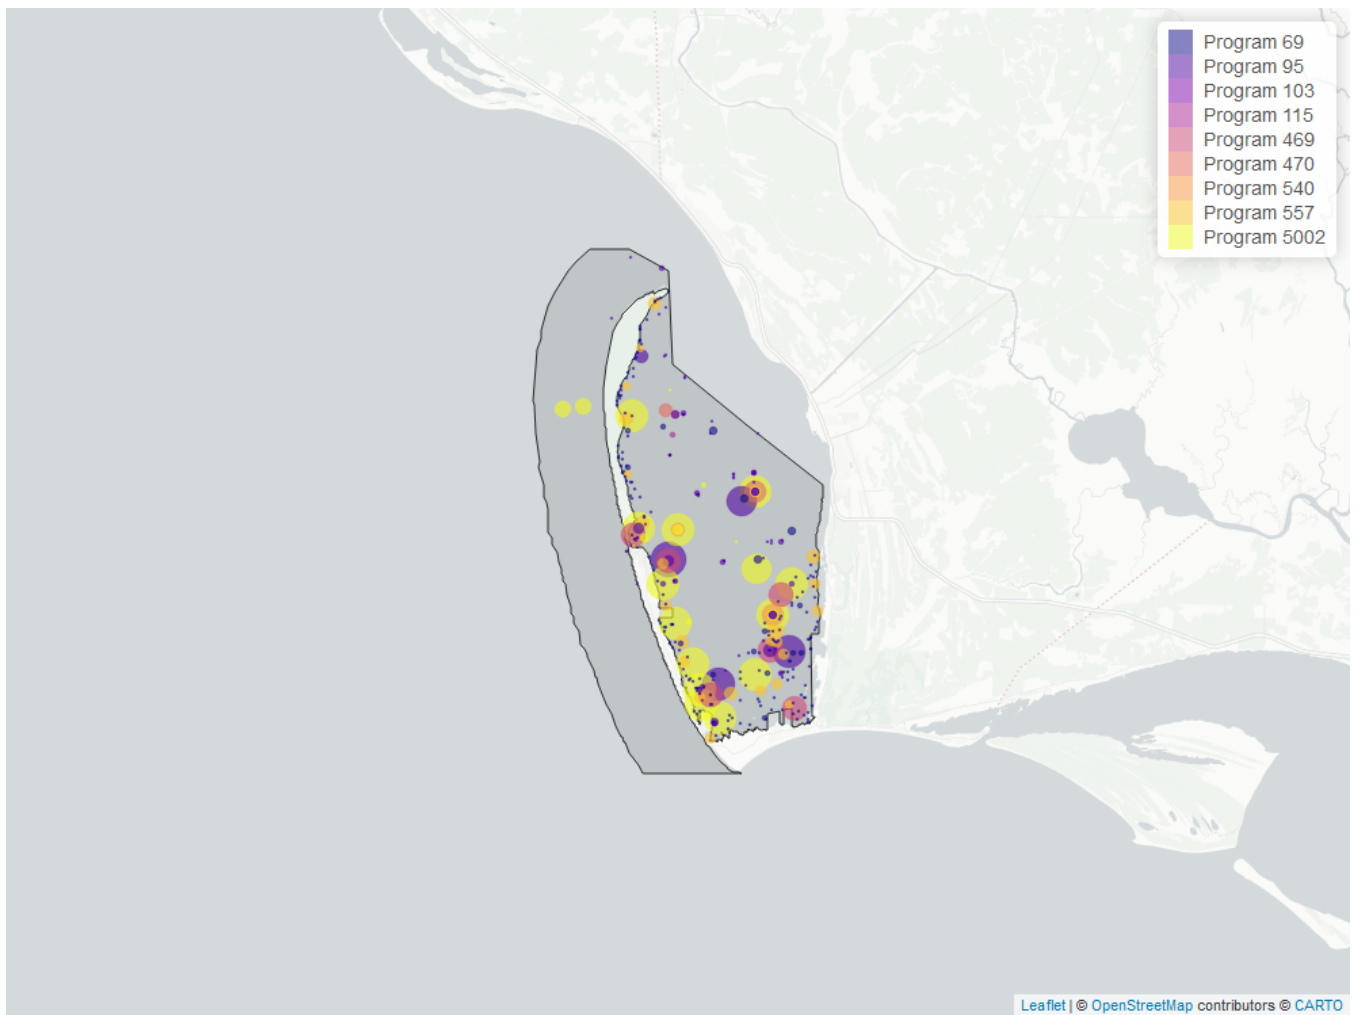 Program 69
Program 95
Program 103
Program 115
Program 469
Program 470
Program 540
Program 557
Program 5002
Leaflet | © OpenStreetMap contributors © CARTO